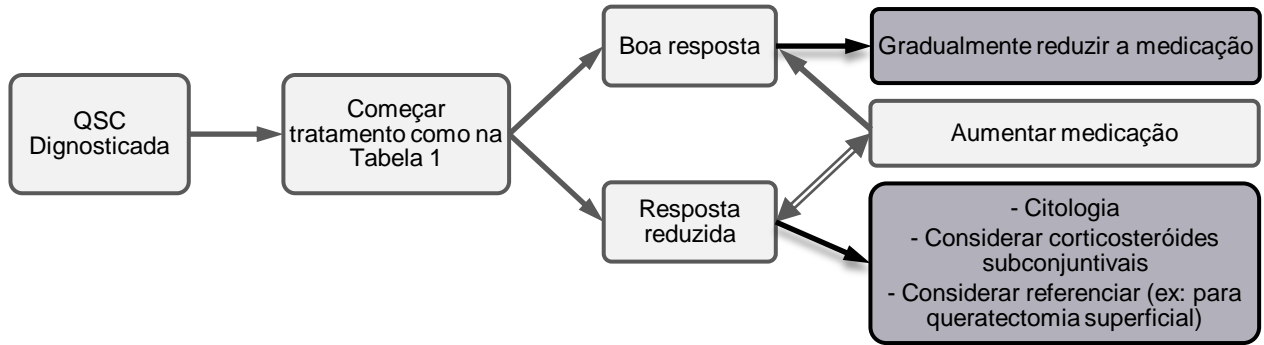 QSC
Dignosticada
Começar
tratamento como na
Tabela 1
Boa resposta
Gradualmente reduzir a medicação
Aumentar medicação
Resposta
reduzida
- Citologia
- Considerar corticosteróides
subconjuntivais
- Considerar referenciar (ex: para
queratectomia superficial)